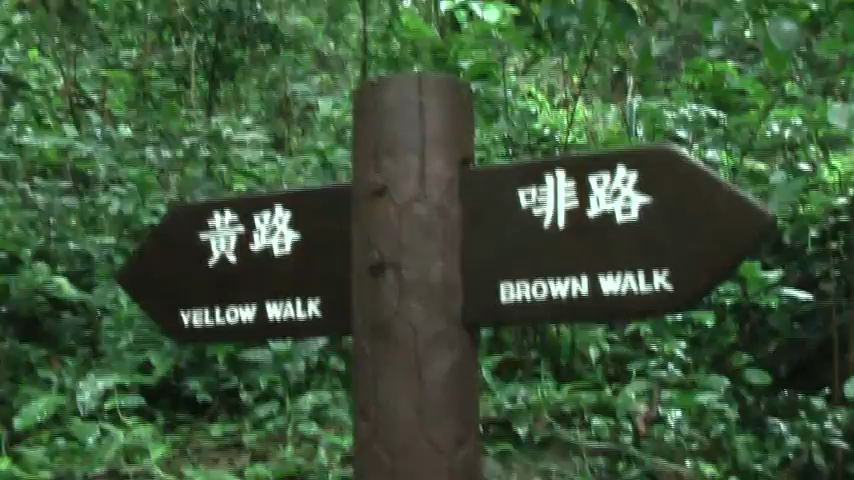 黄路
YELLOW WALK
啡路
BROWN WALK